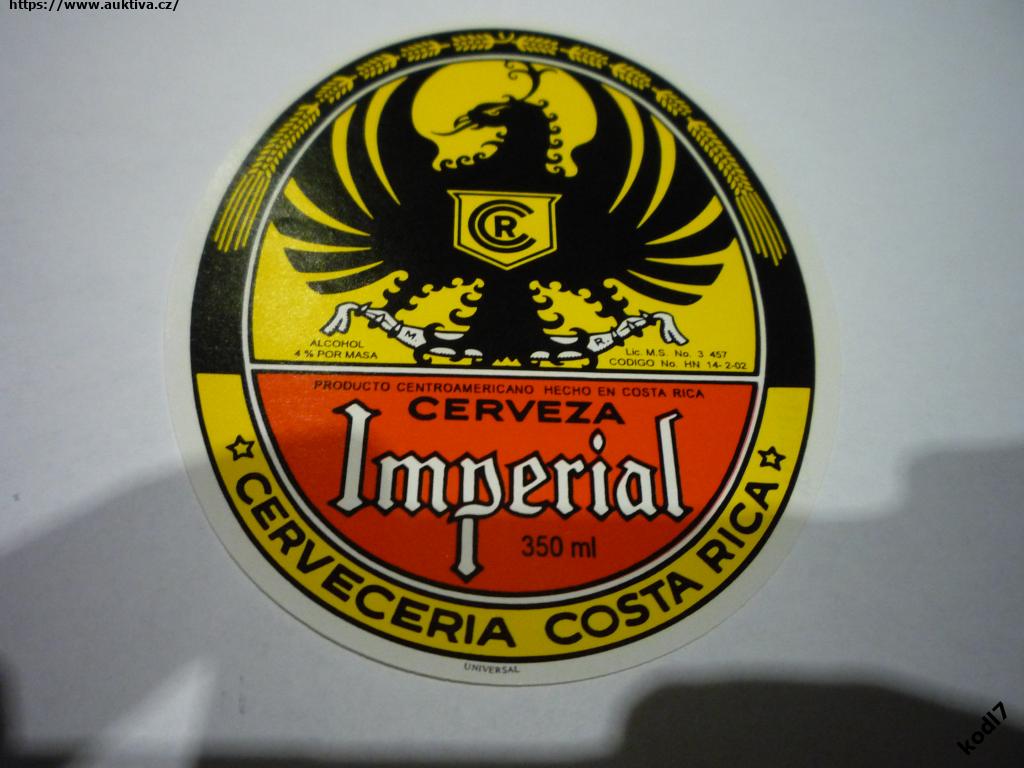 https://www.auktiva.cz/
CCR
M. R.
ALCOHOL
4 % POR MASA
Lic. M.S. No. 3 457
CODIGO No. HN 14-2-02
PRODUCTO CENTROAMERICANO HECHO EN COSTA RICA
CERVEZA
Imperial
350 ml
CERVECERIA COSTA RICA
UNIVERSAL
kodl7